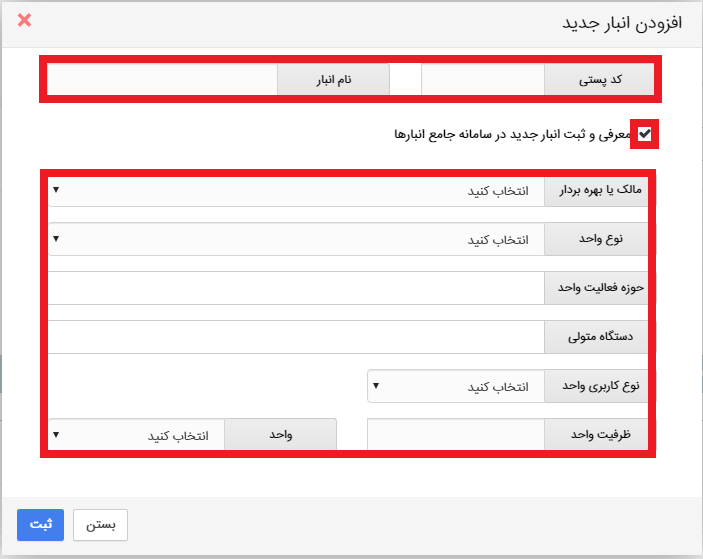 افزودن انبار جدید
کد پستی
نام انبار
معرفی و ثبت انبار جدید در سامانه جامع انبارها
مالک یا بهره بردار
انتخاب کنید
نوع واحد
انتخاب کنید
حوزه فعالیت واحد
دستگاه متولی
نوع کاربری واحد
انتخاب کنید
ظرفیت واحد
واحد
انتخاب کنید
بستن
ثبت